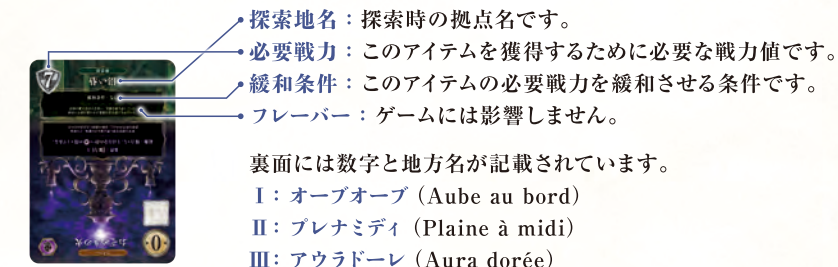 探索地名：探索時の拠点名です。
必要戦力：このアイテムを獲得するために必要な戦力値です。
緩和条件：このアイテムの必要戦力を緩和させる条件です。
フレーバー：ゲームには影響しません。
7
裏面には数字と地方名が記載されています。
Ⅰ：オーブオーブ（Aube au bord）
Ⅱ：プレナミディ（Plaine à midi）
Ⅲ：アウラドーレ（Aura dorée）
·0·